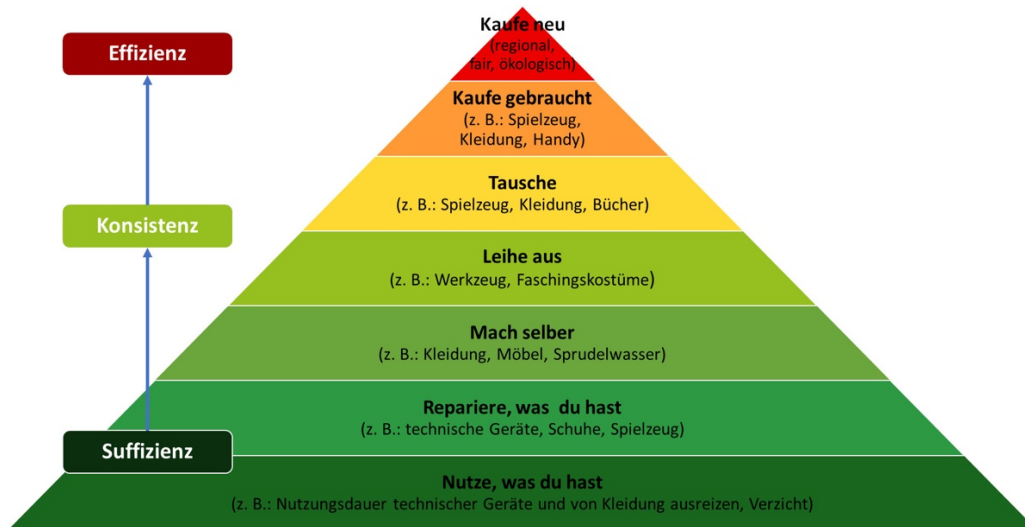 Effizienz
Konsistenz
Suffizienz
Kaufe neu
(regional,
fair, ökologisch)
Kaufe gebraucht
(z. B.: Spielzeug,
Kleidung, Handy)
Tausche
(z. B.: Spielzeug, Kleidung, Bücher)
Leihe aus
(z. B.: Werkzeug, Faschingskostüme)
Mach selber
(z. B.: Kleidung, Möbel, Sprudelwasser)
Repariere, was du hast
(z. B.: technische Geräte, Schuhe, Spielzeug)
Nutze, was du hast
(z. B.: Nutzungsdauer technischer Geräte und von Kleidung ausreizen, Verzicht)